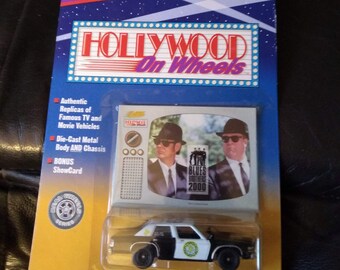 HOLLYWOOD
On Wheels
Authentic
Replicas of
Famous TV and
Movie Vehicles
Die-Cast Metal
Body AND Chassis
BONUS
ShowCard
BLUES
2000